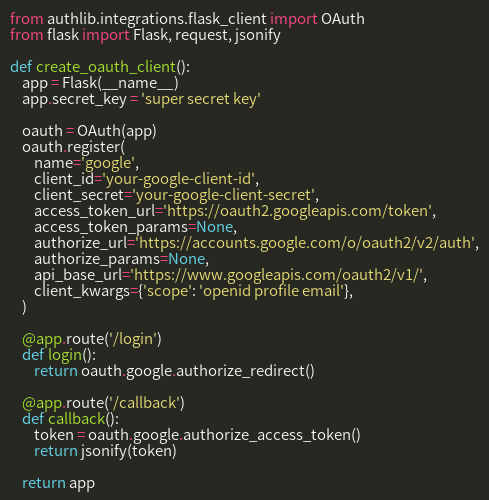 from authlib.integrations.flask_client import OAuth
from flask import Flask, request, jsonify

def create_oauth_client():
    app = Flask(__name__)
    app.secret_key = 'super secret key'

    oauth = OAuth(app)
    oauth.register(
        name='google',
        client_id='your-google-client-id',
        client_secret='your-google-client-secret',
        access_token_url='https://oauth2.googleapis.com/token',
        access_token_params=None,
        authorize_url='https://accounts.google.com/o/oauth2/v2/auth',
        authorize_params=None,
        api_base_url='https://www.googleapis.com/oauth2/v1/',
        client_kwargs={'scope': 'openid profile email'},
    )

    @app.route('/login')
    def login():
        return oauth.google.authorize_redirect()

    @app.route('/callback')
    def callback():
        token = oauth.google.authorize_access_token()
        return jsonify(token)

    return app